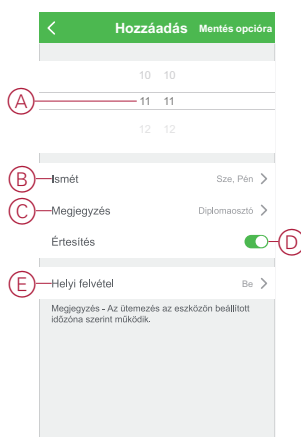 Hozzáadás Mentés opcióra
10 10
A 11 11
12 12
B Ismét Sze, Pén
C Megjegyzés Diplomaosztó
Értesítés D
E Helyi felvétel Be
Megjegyzés - Az ütemezés az eszközön beállított
időzóna szerint működik.